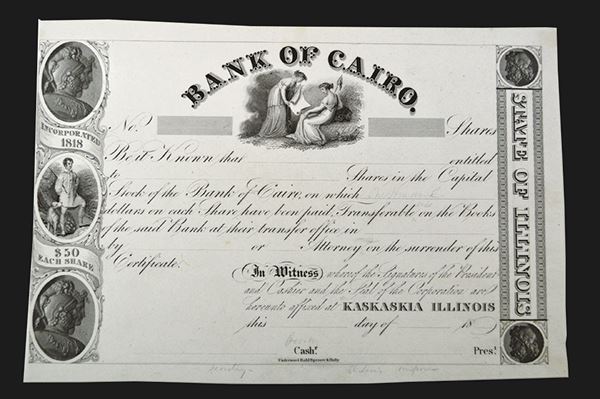 BANK OF CAIRO.
No. Shares
INCORPORATED
1818
Be it Known that entitled
to Shares in the Capital
Stock of the Bank of Cairo, on which
dollars on each Share have been paid, Transferable on the Books
of the said Bank at their transfer office in
by or Attorney on the surrender of this
Certificate.
$50
EACH SHARE
In Witness whereof the Signatures of the President
and Cashier and the Seal of the Corporation are
hereunto affixed at KASKASKIA ILLINOIS
this day of 18
Cashr. Prest.
Underwood Bald Spencer & Hufty
STATE OF ILLINOIS